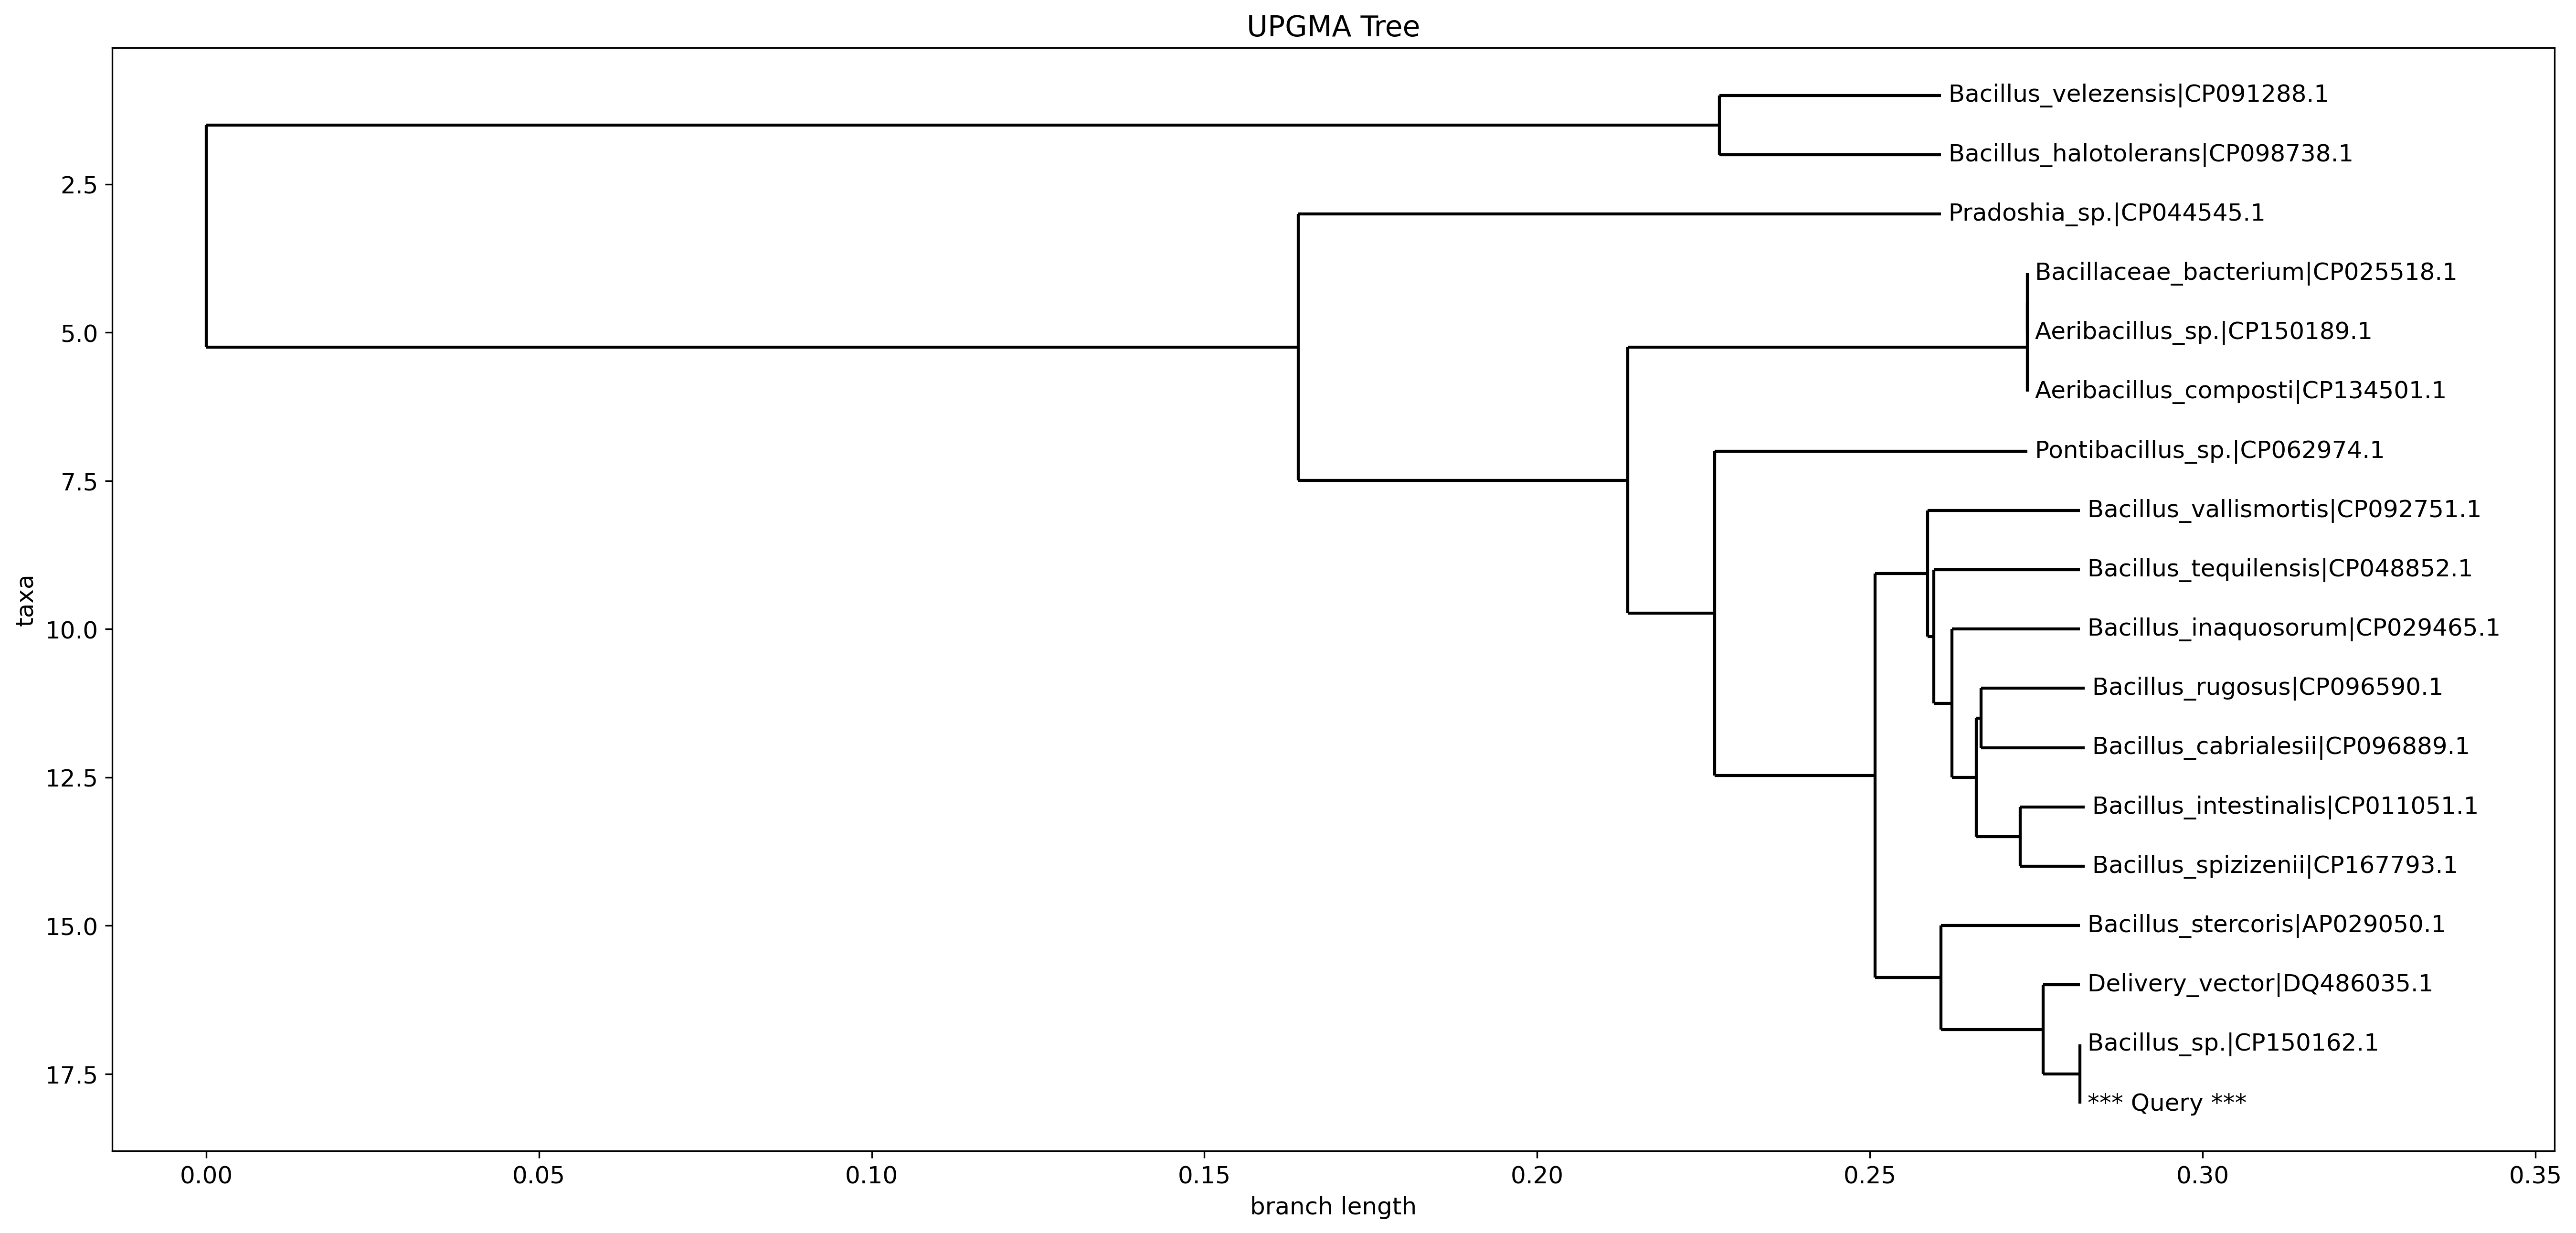 UPGMA Tree
Bacillus_velezensis|CP091288.1
Bacillus_halotolerans|CP098738.1
2.5
Pradoshia_sp.|CP044545.1
Bacillaceae_bacterium|CP025518.1
5.0
Aeribacillus_sp.|CP150189.1
Aeribacillus_composti|CP134501.1
Pontibacillus_sp.|CP062974.1
7.5
Bacillus_vallismortis|CP092751.1
Bacillus_tequilensis|CP048852.1
taxa
10.0
Bacillus_inaquosorum|CP029465.1
Bacillus_rugosus|CP096590.1
Bacillus_cabrialesii|CP096889.1
12.5
Bacillus_intestinalis|CP011051.1
Bacillus_spizizenii|CP167793.1
15.0
Bacillus_stercoris|AP029050.1
Delivery_vector|DQ486035.1
Bacillus_sp.|CP150162.1
17.5
*** Query ***
0.00 0.05 0.10 0.15 0.20 0.25 0.30 0.35
branch length